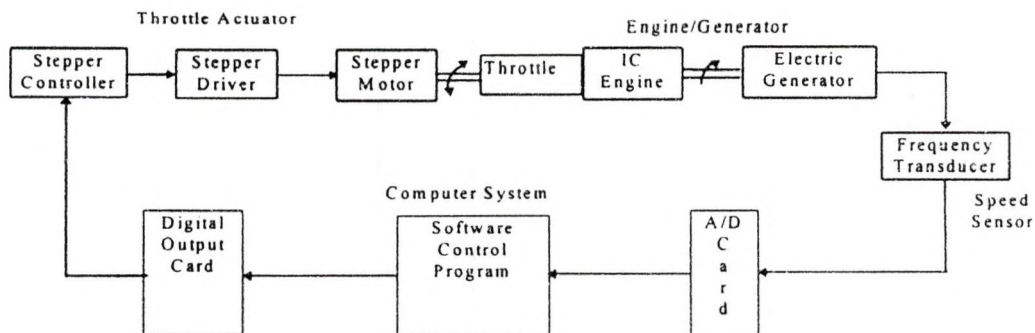 Throttle Actuator
Engine/Generator
Stepper
Controller
Stepper
Driver
Stepper
Motor
Throttle
IC
Engine
Electric
Generator
Frequency
Transducer
Speed
Sensor
Computer System
Digital
Output
Card
Software
Control
Program
A/D
C
a
r
d